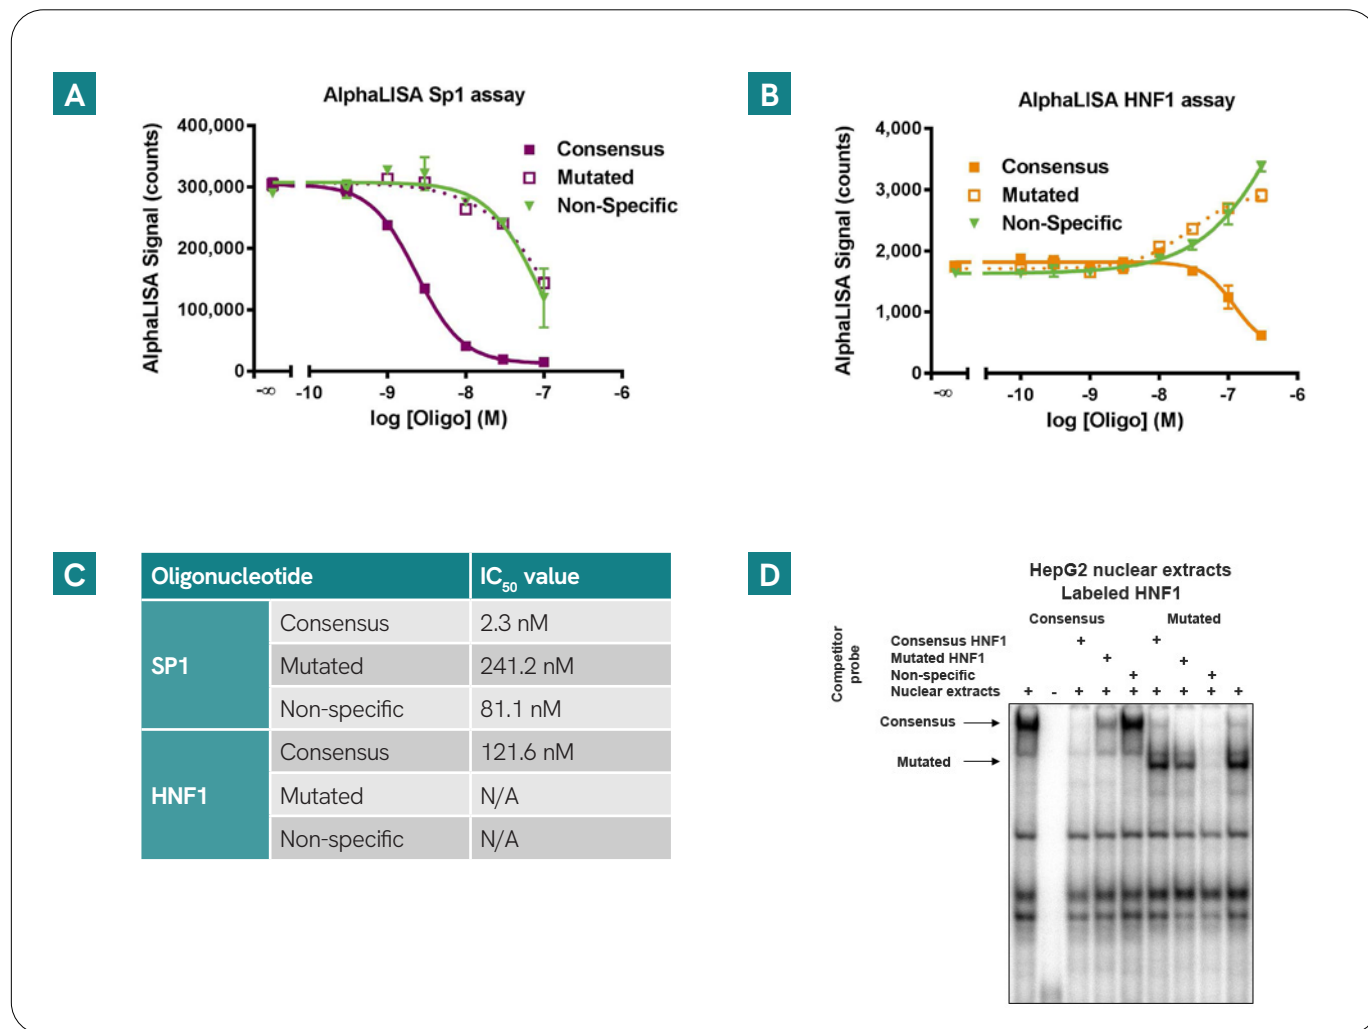 A
AlphaLISA Sp1 assay
AlphaLISA Signal (counts)
400,000
300,000
200,000
100,000
0
Consensus
Mutated
Non-Specific
-∞ -10 -9 -8 -7 -6
log [Oligo] (M)
B
AlphaLISA HNF1 assay
AlphaLISA Signal (counts)
4,000
3,000
2,000
1,000
0
Consensus
Mutated
Non-Specific
-∞ -10 -9 -8 -7 -6
log [Oligo] (M)
C
Oligonucleotide IC50 value
SP1
Consensus 2.3 nM
Mutated 241.2 nM
Non-specific 81.1 nM
HNF1
Consensus 121.6 nM
Mutated N/A
Non-specific N/A
D
HepG2 nuclear extracts
Labeled HNF1
Consensus Mutated
Competitor
probe
Consensus HNF1 + +
Mutated HNF1 + +
Non-specific + +
Nuclear extracts + - + + + + + + +
Consensus
Mutated